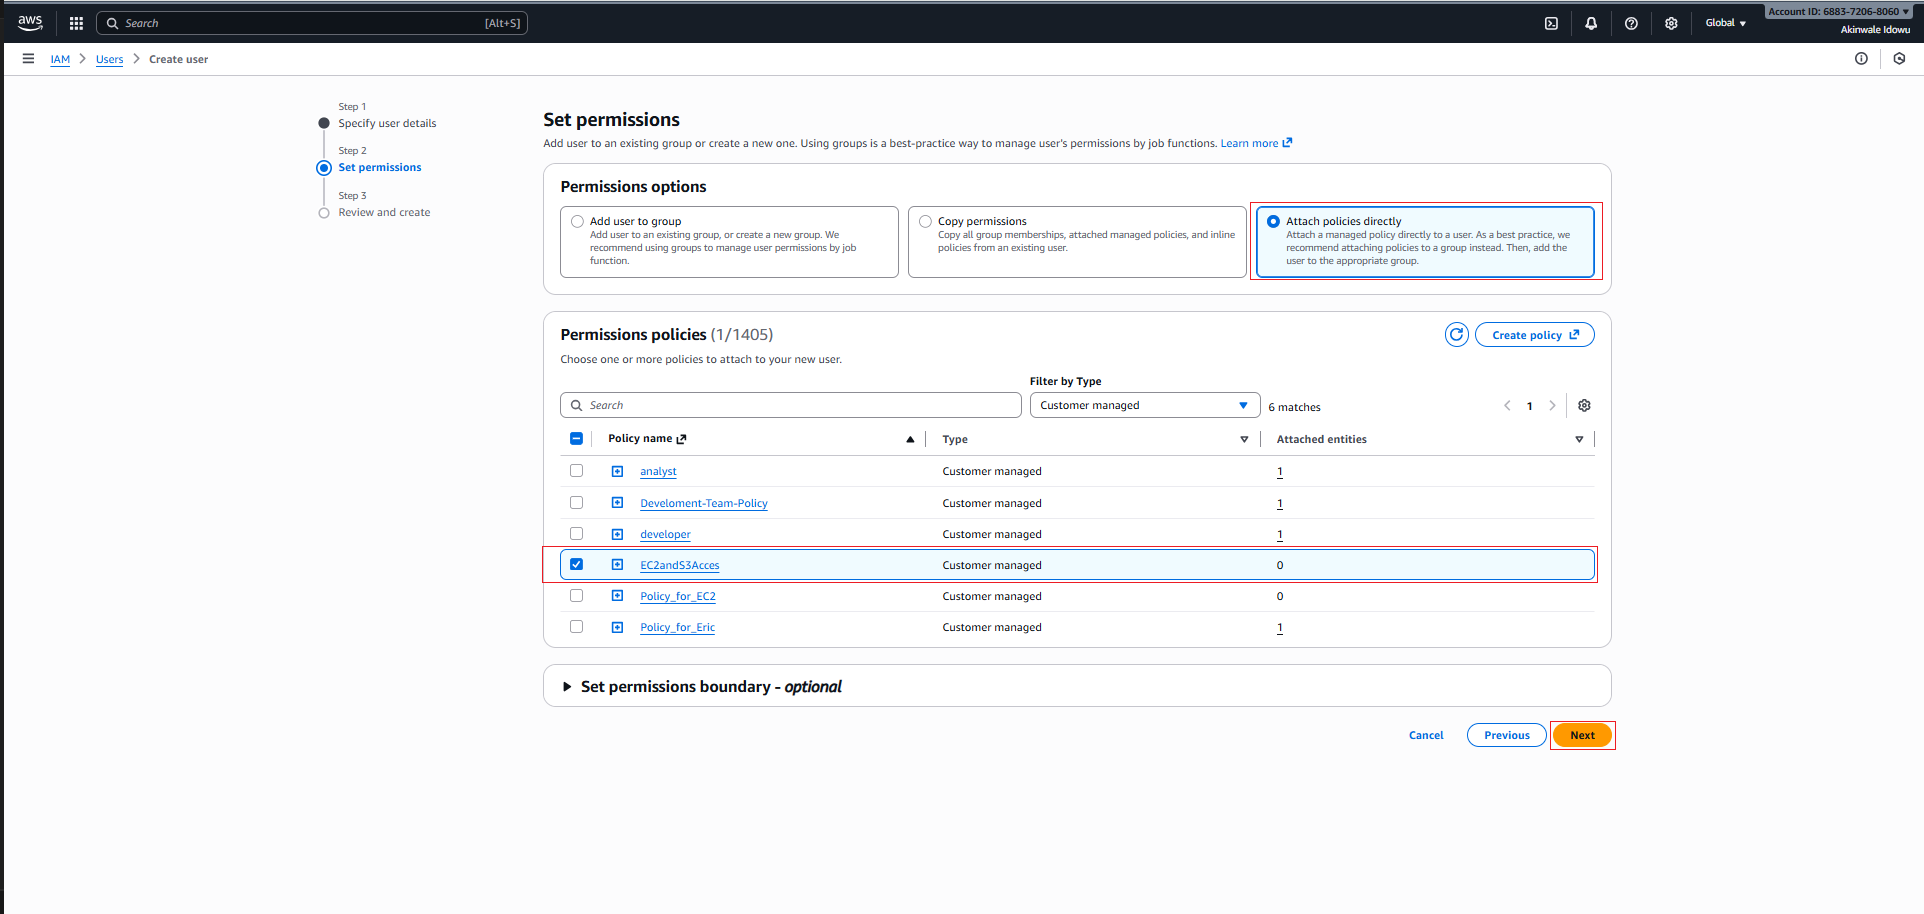 aws
Search
[Alt+S]
Global
Account ID: 6883-7206-8060
Akinwale Idowu
IAM
Users
Create user
Step 1
Specify user details
Step 2
Set permissions
Step 3
Review and create
Set permissions
Add user to an existing group or create a new one. Using groups is a best-practice way to manage user's permissions by job functions. Learn more
Permissions options
Add user to group
Add user to an existing group, or create a new group. We
recommend using groups to manage user permissions by job
function.
Copy permissions
Copy all group memberships, attached managed policies, and inline
policies from an existing user.
Attach policies directly
Attach a managed policy directly to a user. As a best practice, we
recommend attaching policies to a group instead. Then, add the
user to the appropriate group.
Permissions policies (1/1405)
Create policy
Choose one or more policies to attach to your new user.
Filter by Type
Search
Customer managed
6 matches
1
Policy name
Type
Attached entities
analyst
Customer managed
1
Develoment-Team-Policy
Customer managed
1
developer
Customer managed
1
EC2andS3Acces
Customer managed
0
Policy_for_EC2
Customer managed
0
Policy_for_Eric
Customer managed
1
Set permissions boundary - optional
Cancel
Previous
Next